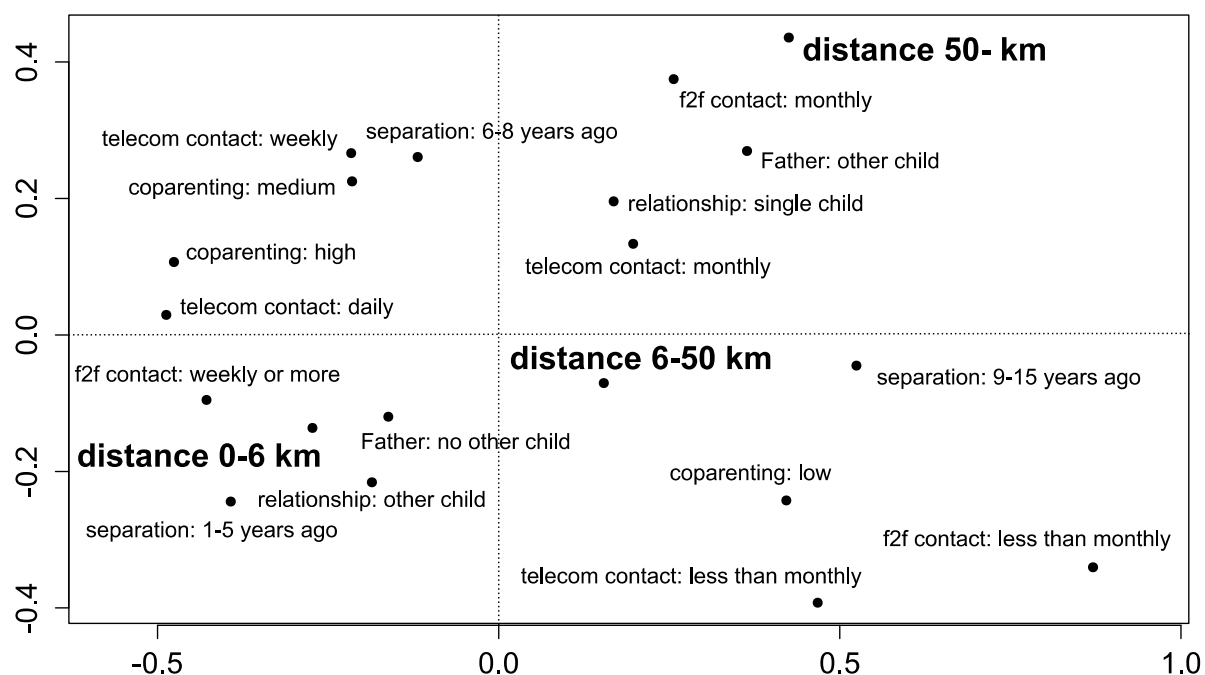 distance 50- km
0.4
f2f contact: monthly
separation: 6-8 years ago
telecom contact: weekly
Father: other child
coparenting: medium
relationship: single child
0.2
coparenting: high
telecom contact: monthly
telecom contact: daily
0.0
distance 6-50 km
f2f contact: weekly or more
separation: 9-15 years ago
Father: no other child
distance 0-6 km
-0.2
coparenting: low
relationship: other child
separation: 1-5 years ago
f2f contact: less than monthly
telecom contact: less than monthly
-0.4
-0.5
0.0
0.5
1.0